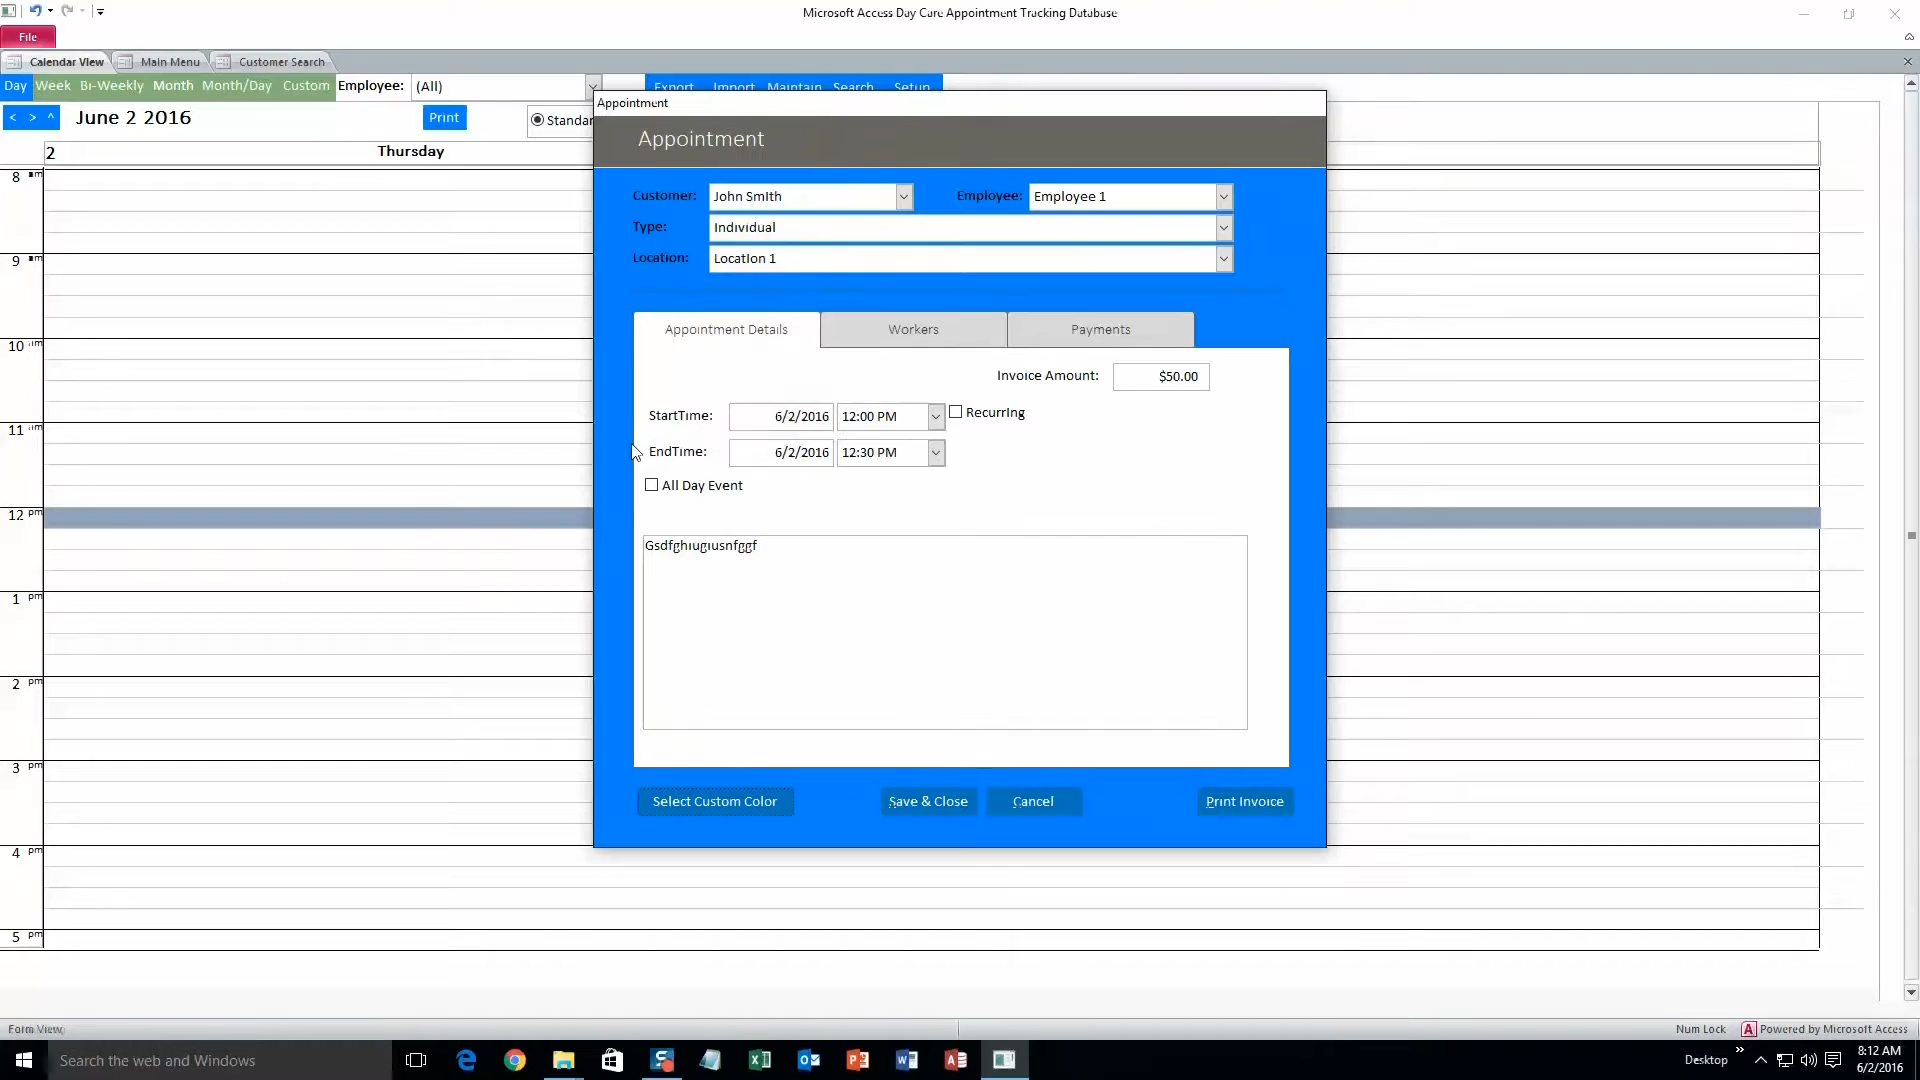 Microsoft Access Day Care Appointment Tracking Database
File
Calendar View Main Menu Customer Search
Day Week Bi-Weekly Month Month/Day Custom Employee: (All) Export Import Maintain Search Setup
< > ^ June 2 2016 Print Standar
2 Thursday
8 am
9 am
10 am
11 am
12 pm
1 pm
2 pm
3 pm
4 pm
5 pm
Appointment
Appointment
Customer: John Smith Employee: Employee 1
Type: Individual
Location: Location 1
Appointment Details Workers Payments
Invoice Amount: $50.00
StartTime: 6/2/2016 12:00 PM Recurring
EndTime: 6/2/2016 12:30 PM
All Day Event
Gsdfghiugiusnfggf
Select Custom Color Save & Close Cancel Print Invoice
Form View Num Lock Powered by Microsoft Access
Search the web and Windows Desktop 8:12 AM
6/2/2016